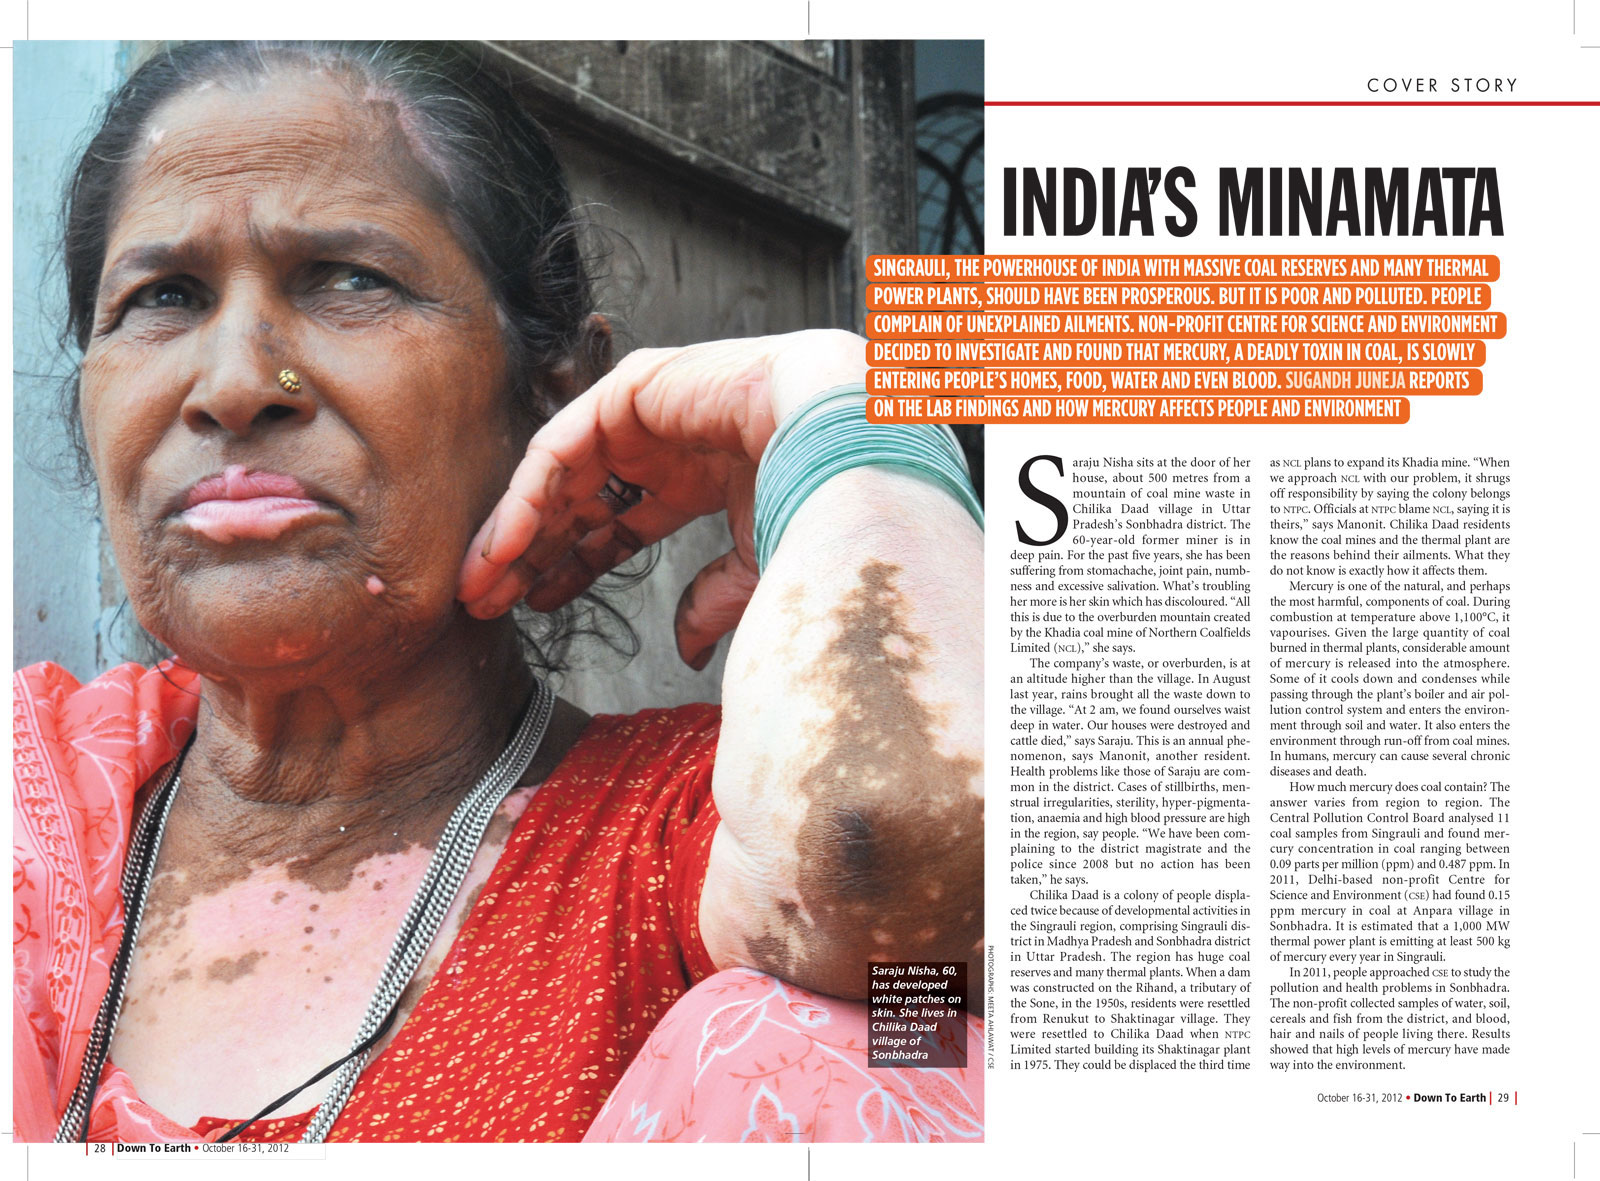 COVER STORY
INDIA'S MINAMATA
SINGRAULI, THE POWERHOUSE OF INDIA WITH MASSIVE COAL RESERVES AND MANY THERMAL
POWER PLANTS, SHOULD HAVE BEEN PROSPEROUS. BUT IT IS POOR AND POLLUTED. PEOPLE
COMPLAIN OF UNEXPLAINED AILMENTS. NON-PROFIT CENTRE FOR SCIENCE AND ENVIRONMENT
DECIDED TO INVESTIGATE AND FOUND THAT MERCURY, A DEADLY TOXIN IN COAL, IS SLOWLY
ENTERING PEOPLE'S HOMES, FOOD, WATER AND EVEN BLOOD. SUGANDH JUNEJA REPORTS
ON THE LAB FINDINGS AND HOW MERCURY AFFECTS PEOPLE AND ENVIRONMENT
Saraju Nisha sits at the door of her
house, about 500 metres from a
mountain of coal mine waste in
Chilika Daad village in Uttar
Pradesh's Sonbhadra district. The
60-year-old former miner is in
deep pain. For the past five years, she has been
suffering from stomachache, joint pain, numb-
ness and excessive salivation. What's troubling
her more is her skin which has discoloured. “All
this is due to the overburden mountain created
by the Khadia coal mine of Northern Coalfields
Limited (NCL),” she says.
The company's waste, or overburden, is at
an altitude higher than the village. In August
last year, rains brought all the waste down to
the village. “At 2 am, we found ourselves waist
deep in water. Our houses were destroyed and
cattle died,” says Saraju. This is an annual phe-
nomenon, says Manonit, another resident.
Health problems like those of Saraju are com-
mon in the district. Cases of stillbirths, men-
strual irregularities, sterility, hyper-pigmenta-
tion, anaemia and high blood pressure are high
in the region, say people. “We have been com-
plaining to the district magistrate and the
police since 2008 but no action has been
taken,” he says.
Chilika Daad is a colony of people displa-
ced twice because of developmental activities in
the Singrauli region, comprising Singrauli dis-
trict in Madhya Pradesh and Sonbhadra district
in Uttar Pradesh. The region has huge coal
reserves and many thermal plants. When a dam
was constructed on the Rihand, a tributary of
the Sone, in the 1950s, residents were resettled
from Renukut to Shaktinagar village. They
were resettled to Chilika Daad when NTPC
Limited started building its Shaktinagar plant
in 1975. They could be displaced the third time
as NCL plans to expand its Khadia mine. “When
we approach NCL with our problem, it shrugs
off responsibility by saying the colony belongs
to NTPC. Officials at NTPC blame NCL, saying it is
theirs,” says Manonit. Chilika Daad residents
know the coal mines and the thermal plant are
the reasons behind their ailments. What they
do not know is exactly how it affects them.
Mercury is one of the natural, and perhaps
the most harmful, components of coal. During
combustion at temperature above 1,100°C, it
vapourises. Given the large quantity of coal
burned in thermal plants, considerable amount
of mercury is released into the atmosphere.
Some of it cools down and condenses while
passing through the plant's boiler and air pol-
lution control system and enters the environ-
ment through soil and water. It also enters the
environment through run-off from coal mines.
In humans, mercury can cause several chronic
diseases and death.
How much mercury does coal contain? The
answer varies from region to region. The
Central Pollution Control Board analysed 11
coal samples from Singrauli and found mer-
cury concentration in coal ranging between
0.09 parts per million (ppm) and 0.487 ppm. In
2011, Delhi-based non-profit Centre for
Science and Environment (CSE) had found 0.15
ppm mercury in coal at Anpara village in
Sonbhadra. It is estimated that a 1,000 MW
thermal power plant is emitting at least 500 kg
of mercury every year in Singrauli.
In 2011, people approached CSE to study the
pollution and health problems in Sonbhadra.
The non-profit collected samples of water, soil,
cereals and fish from the district, and blood,
hair and nails of people living there. Results
showed that high levels of mercury have made
way into the environment.
PHOTOGRAPHS: MEETA AHLAWAT / CSE
Saraju Nisha, 60,
has developed
white patches on
skin. She lives in
Chilika Daad
village of
Sonbhadra
28 | Down To Earth • October 16-31, 2012
October 16-31, 2012 • Down To Earth | 29